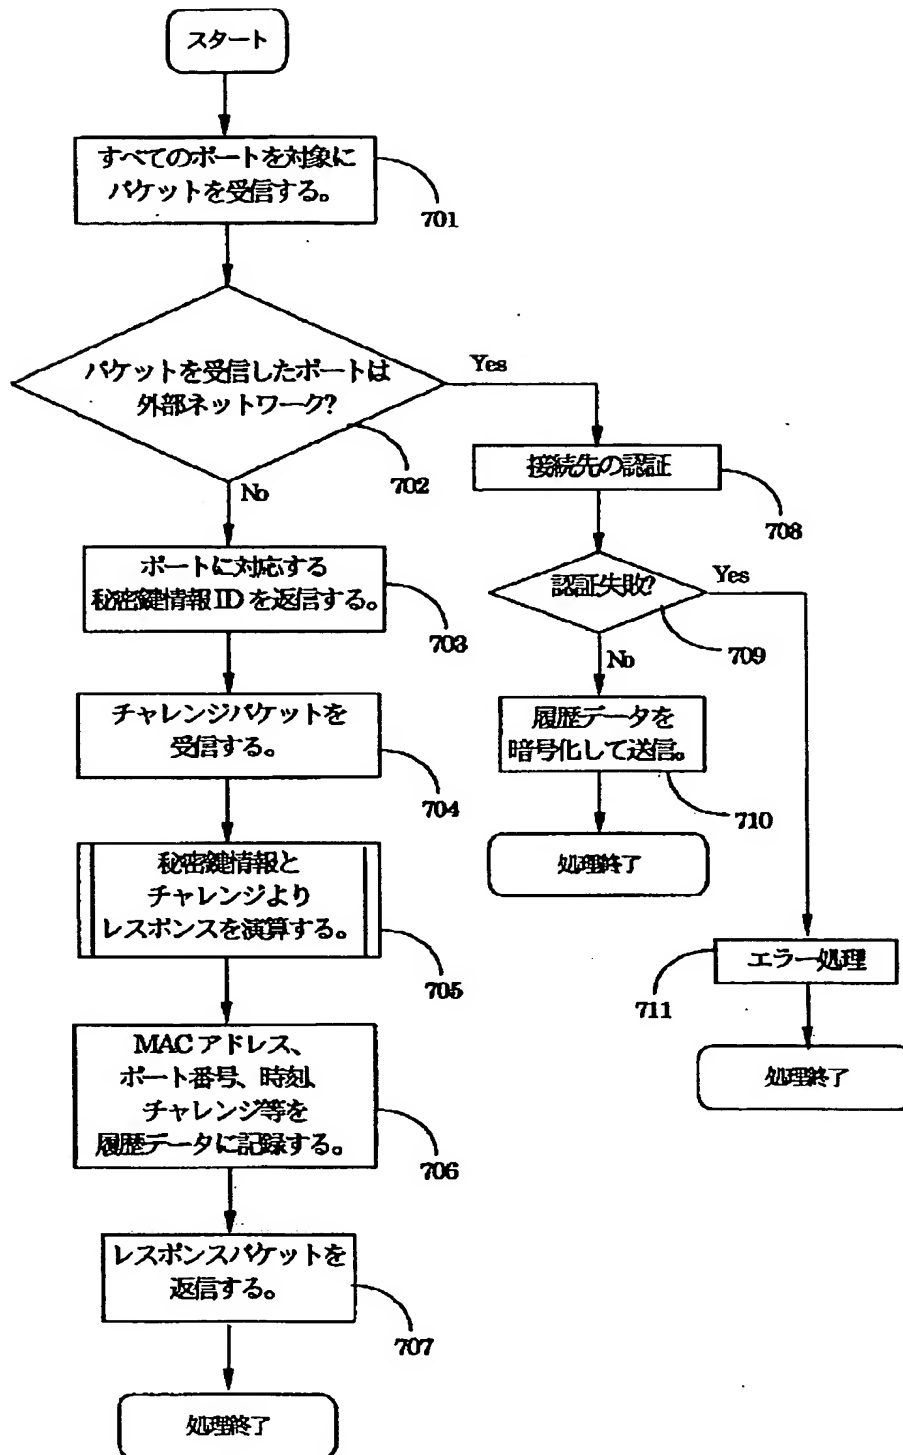 スタート
すべてのポートを対象に
パケットを受信する。
701
パケットを受信したポートは
外部ネットワーク?
702
Yes
No
ポートに対応する
秘密鍵情報IDを返信する。
703
チャレンジパケットを
受信する。
704
秘密鍵情報と
チャレンジより
レスポンスを演算する。
705
MACアドレス、
ポート番号、時刻、
チャレンジ等を
履歴データに記録する。
706
レスポンスパケットを
返信する。
707
処理終了
接続先の認証
708
認証失敗?
709
Yes
No
履歴データを
暗号化して送信。
710
処理終了
エラー処理
711
処理終了